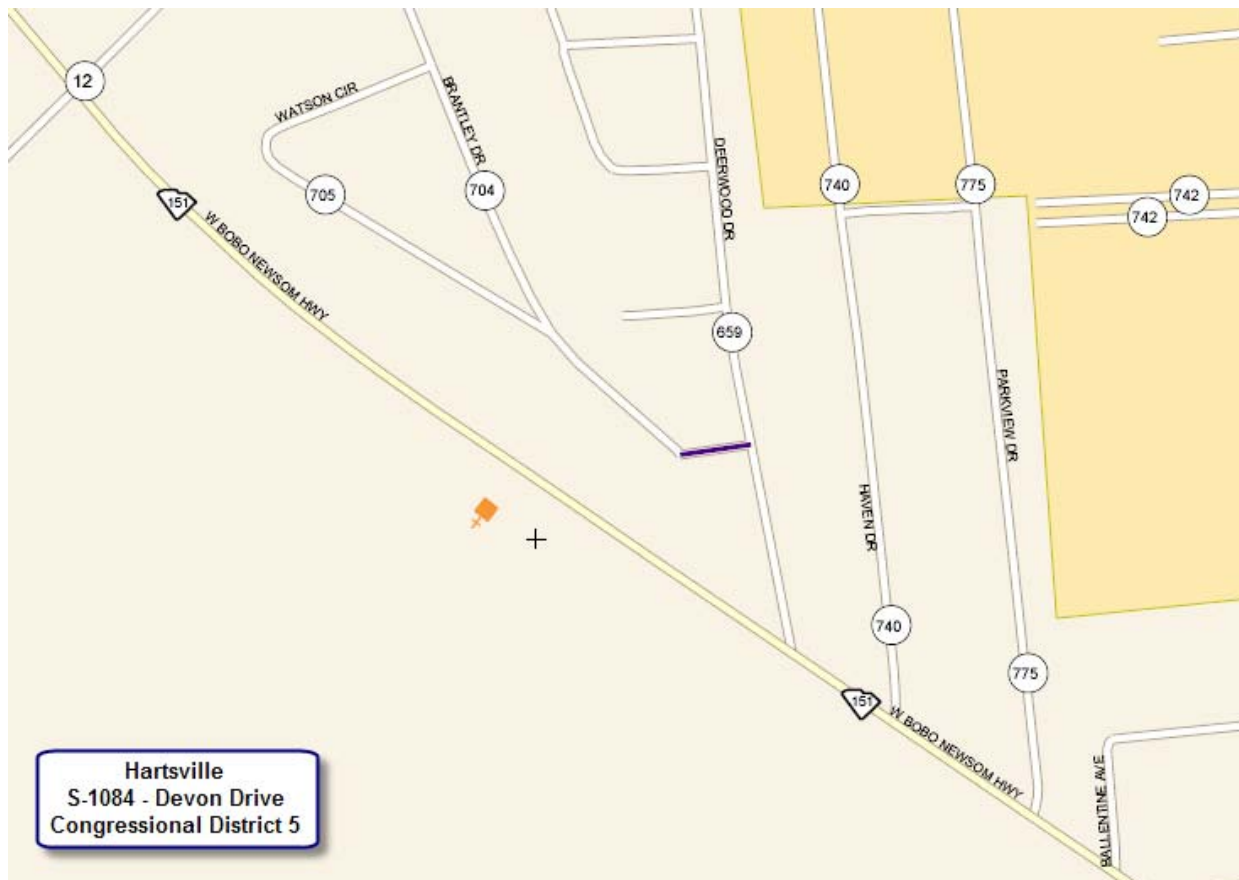 12
WATSON CIR
BRANTLEY DR
DEERWOOD DR
705
704
740
775
742
742
151
W BOBO NEWSOM HWY
659
PARKVIEW DR
HAVEN DR
740
775
151
W BOBO NEWSOM HWY
BALLENTINE AVE
Hartsville
S-1084 - Devon Drive
Congressional District 5